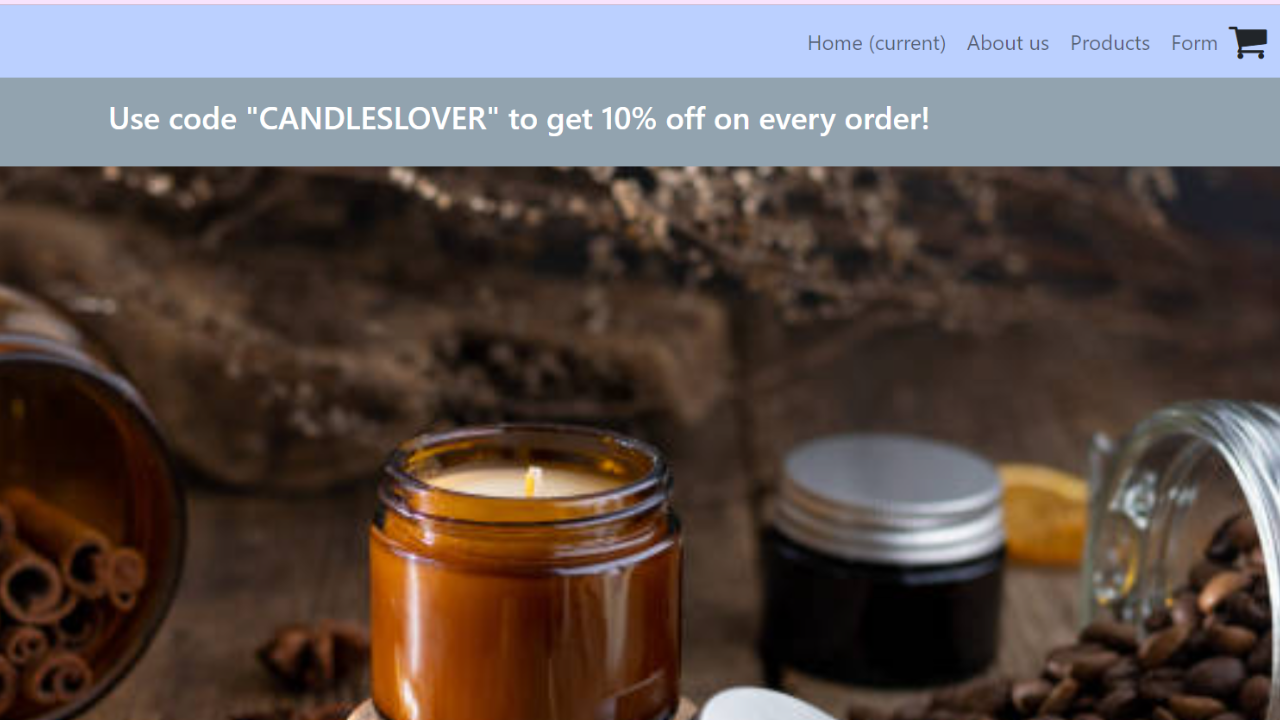 Home (current) About us Products Form
Use code "CANDLESLOVER" to get 10% off on every order!